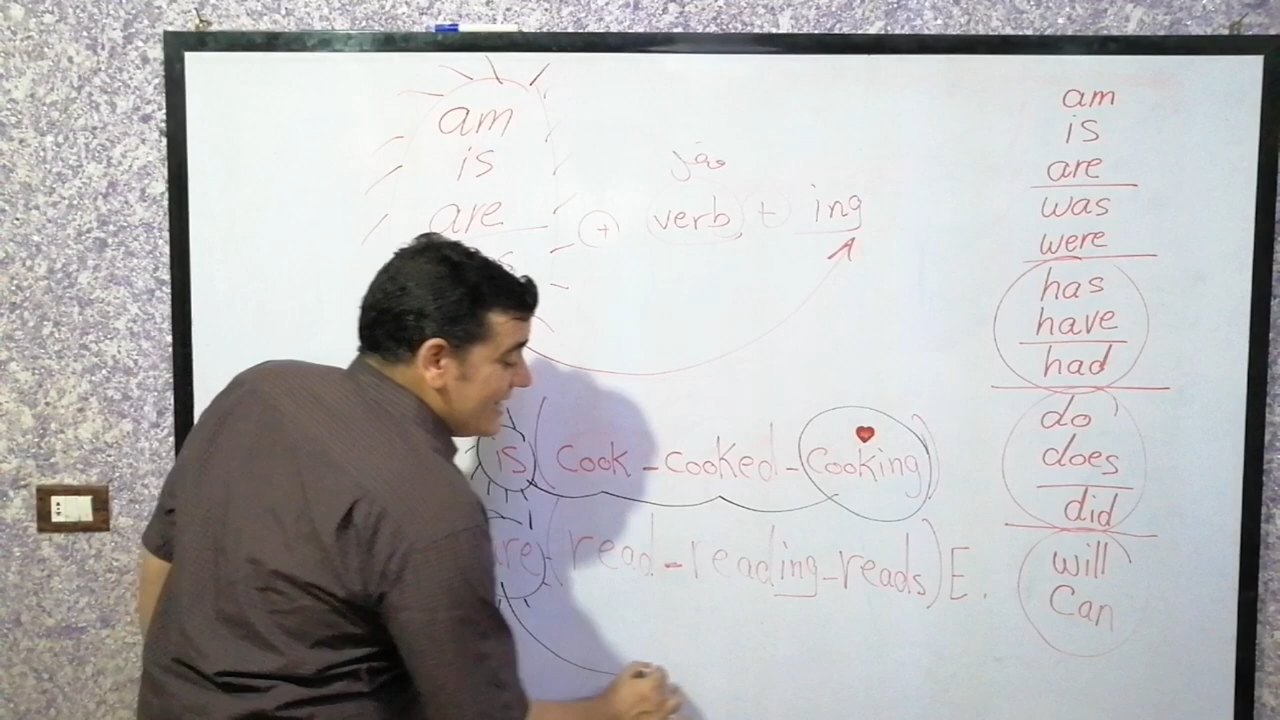 am
is
are
+ verb + ing
is (cook - cooked - cooking)
(read - reading - reads) E.
am
is
are
was
were
has
have
had
do
does
did
will
Can